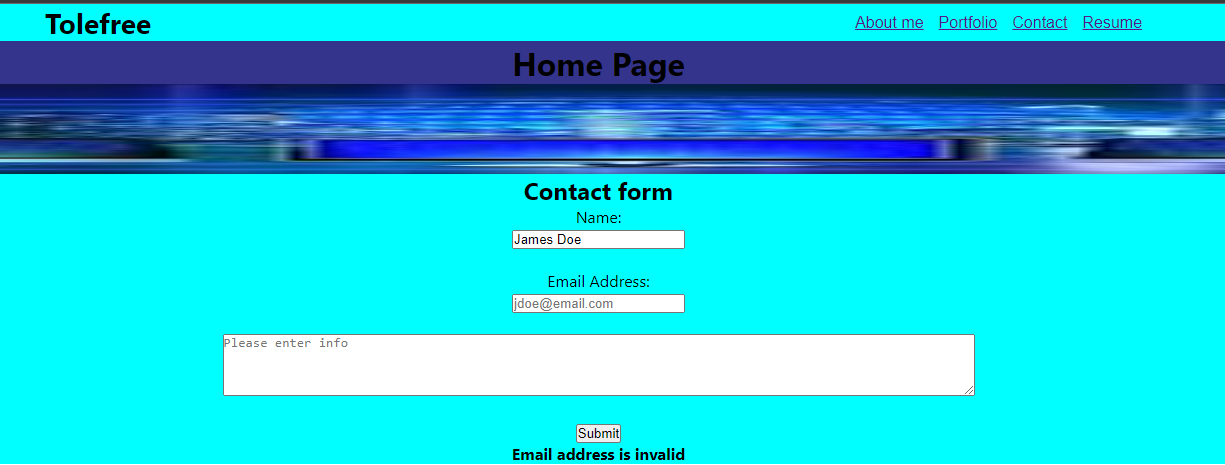 Tolefree About me Portfolio Contact Resume
Home Page
Contact form
Name:
James Doe
Email Address:
jdoe@email.com
Please enter info
Submit
Email address is invalid